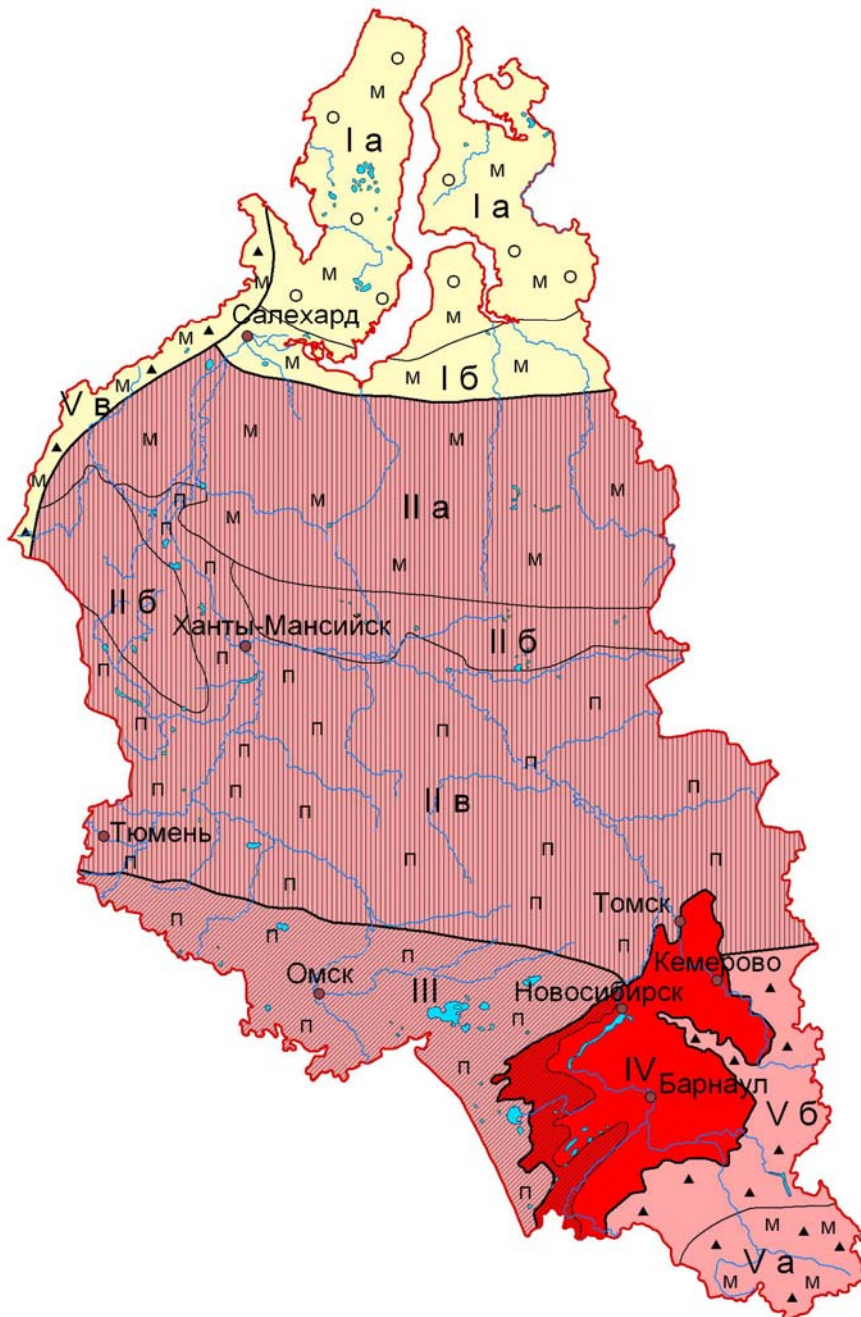 М
I а
М
I а
М
М
М
М
Салехард
М
М
I б
М
V в
М
М
М
М
М
М
М
II а
М
М
М
М
П
П
П
II б
Ханты-Мансийск
II б
П
П
П
П
П
П
П
П
П
П
П
II в
П
П
Тюмень
П
П
П
П
П
П
П
П
Томск
П
П
Кемерово
Омск
III
Новосибирск
П
П
П
IV
Барнаул
V б
П
М
М
V а
М
М